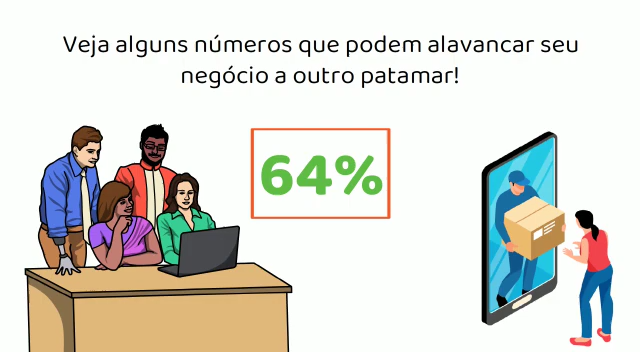 Veja alguns números que podem alavancar seu
negócio a outro patamar!
64%